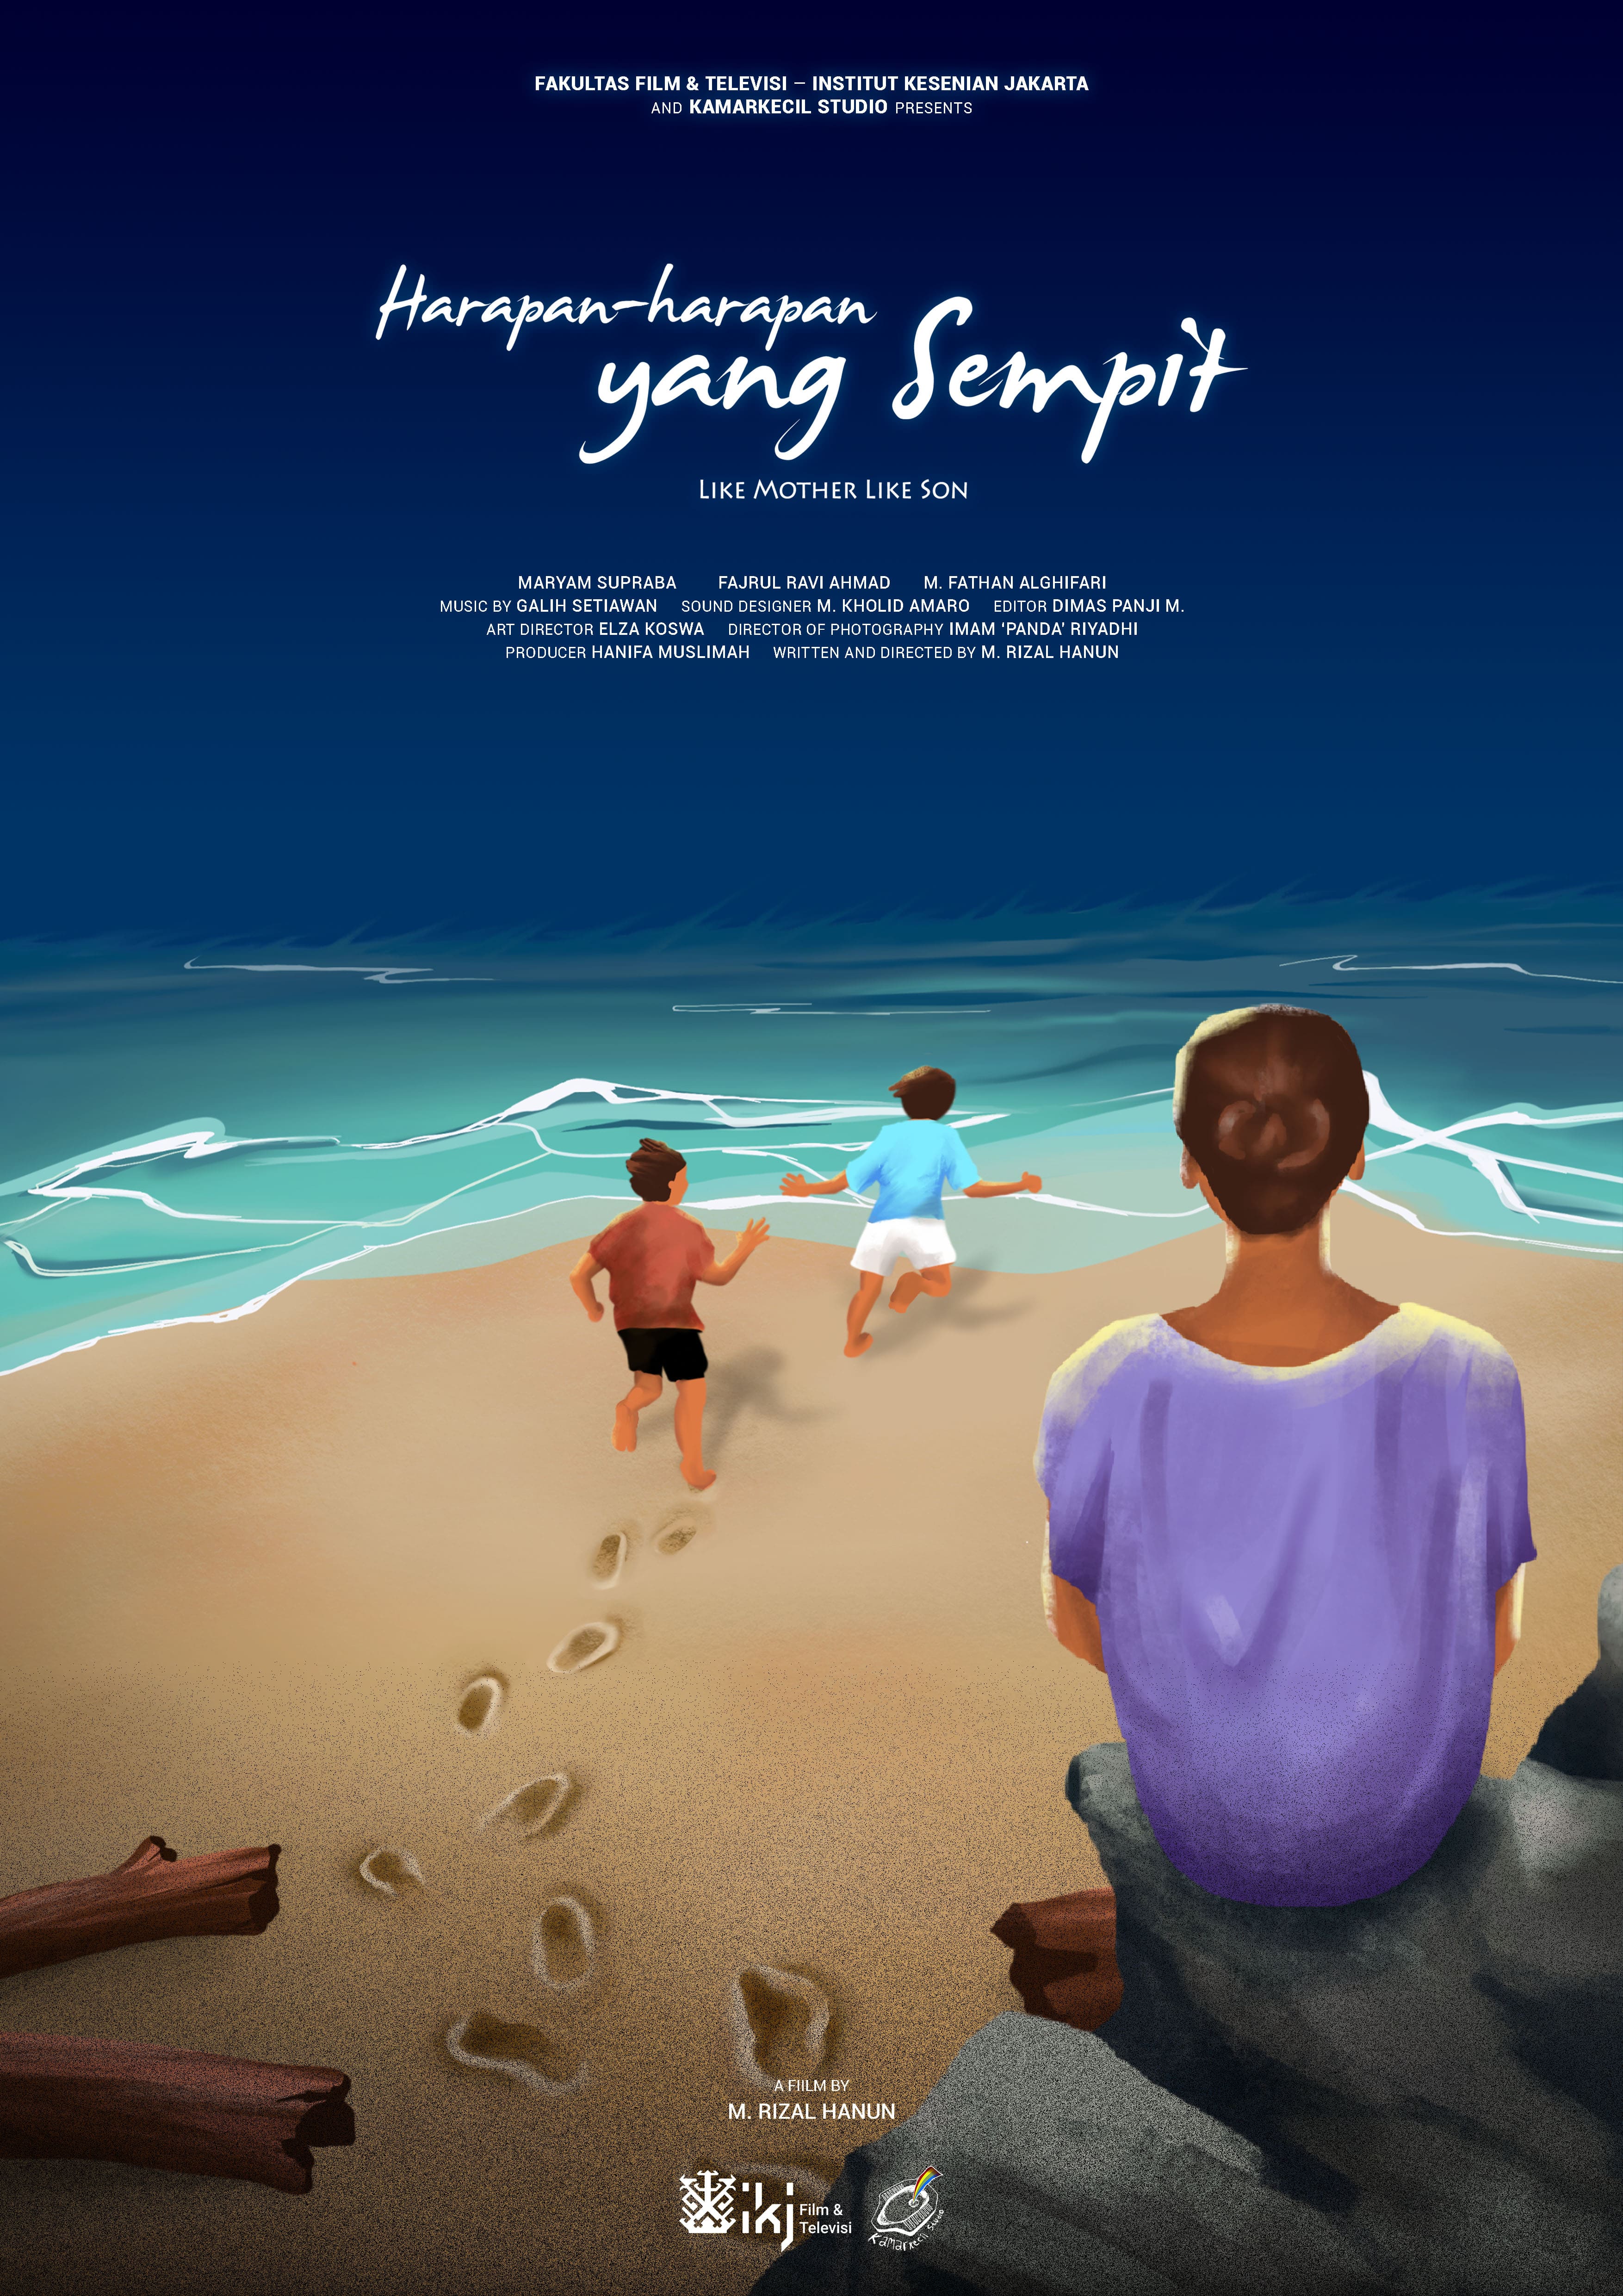 FAKULTAS FILM & TELEVISI – INSTITUT KESENIAN JAKARTA
AND KAMARKECIL STUDIO PRESENTS
Harapan-harapan
yang Sempit
LIKE MOTHER LIKE SON
MARYAM SUPRABA FAJRUL RAVI AHMAD M. FATHAN ALGHIFARI
MUSIC BY GALIH SETIAWAN SOUND DESIGNER M. KHOLID AMARO EDITOR DIMAS PANJI M.
ART DIRECTOR ELZA KOSWA DIRECTOR OF PHOTOGRAPHY IMAM ‘PANDA’ RIYADHI
PRODUCER HANIFA MUSLIMAH WRITTEN AND DIRECTED BY M. RIZAL HANUN
A FIILM BY
M. RIZAL HANUN
ikj Film &
Televisi
Kamarkecil Studio